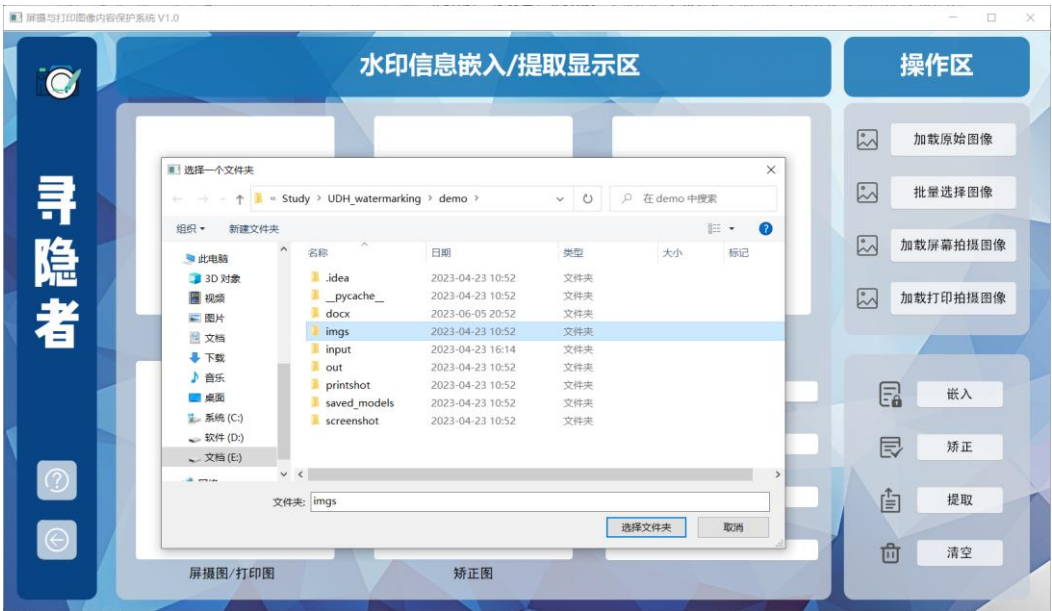 屏摄与打印图像内容保护系统 V1.0
寻隐者
水印信息嵌入/提取显示区
操作区
选择一个文件夹
« Study > UDH_watermarking > demo >
在 demo 中搜索
组织
新建文件夹
此电脑
3D 对象
视频
图片
文档
下载
音乐
桌面
系统 (C:)
软件 (D:)
文档 (E:)
名称 日期 类型 大小 标记
.idea 2023-04-23 10:52 文件夹
__pycache__ 2023-04-23 10:52 文件夹
docx 2023-06-05 20:52 文件夹
imgs 2023-04-23 10:52 文件夹
input 2023-04-23 16:14 文件夹
out 2023-04-23 10:52 文件夹
printshot 2023-04-23 10:52 文件夹
saved_models 2023-04-23 10:52 文件夹
screenshot 2023-04-23 10:52 文件夹
文件夹: imgs
选择文件夹 取消
屏摄图/打印图
矫正图
加载原始图像
批量选择图像
加载屏幕拍摄图像
加载打印拍摄图像
嵌入
矫正
提取
清空